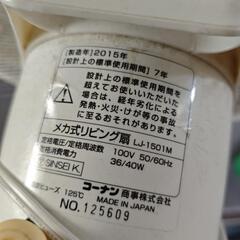 [製造年]2015年
[設計上の標準使用期間] 7年
設計上の標準使用期間を
超えてお使いいただいた
場合は、経年劣化による
発熱・火災・けが等の事故
に至るおそれがあります。
メカ式リビング扇 LJ-1501M
定格電圧/定格周波数 100V 50/60Hz
定格消費電力 36/40W
SINSEI K
ヒューズ 125℃ コーナン商事株式会社
MADE IN JAPAN
NO. 125609